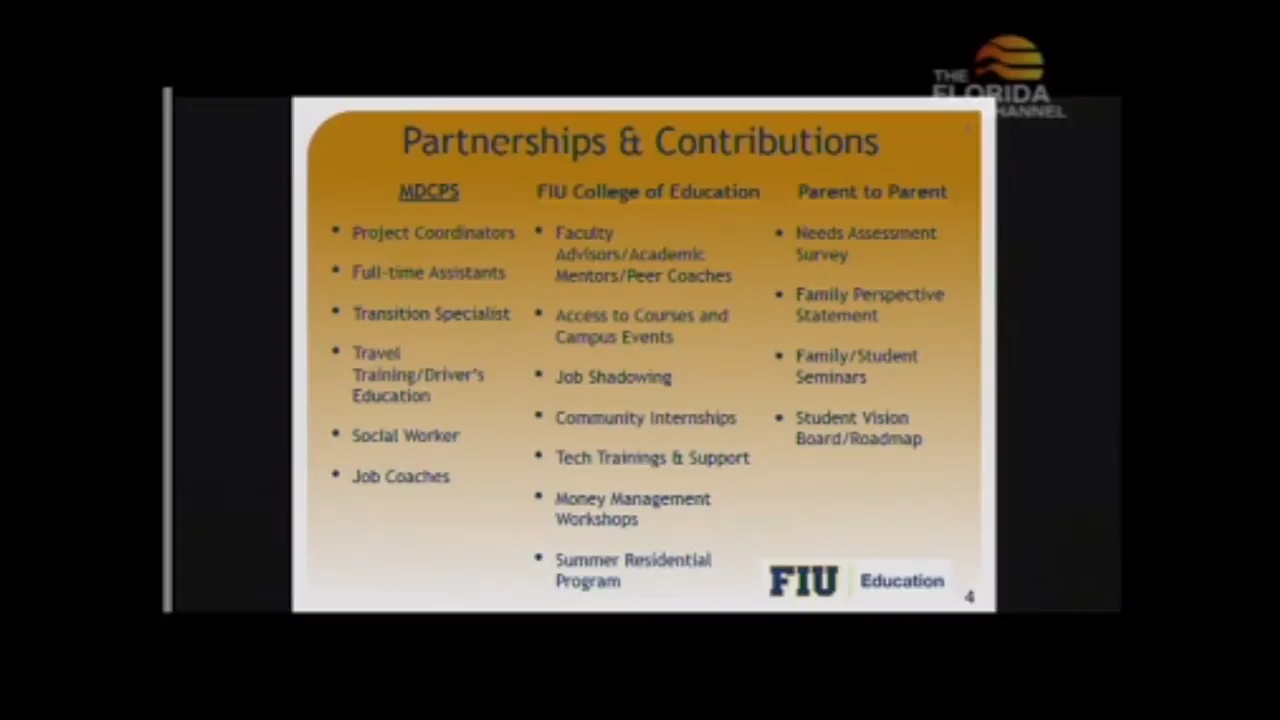 THE
FLORIDA
CHANNEL
Partnerships & Contributions
MDCPS
Project Coordinators
Full-time Assistants
Transition Specialist
Travel
Training/Driver's
Education
Social Worker
Job Coaches
FIU College of Education
Faculty
Advisors/Academic
Mentors/Peer Coaches
Access to Courses and
Campus Events
Job Shadowing
Community Internships
Tech Trainings & Support
Money Management
Workshops
Summer Residential
Program
Parent to Parent
Needs Assessment
Survey
Family Perspective
Statement
Family/Student
Seminars
Student Vision
Board/Roadmap
FIU Education
4